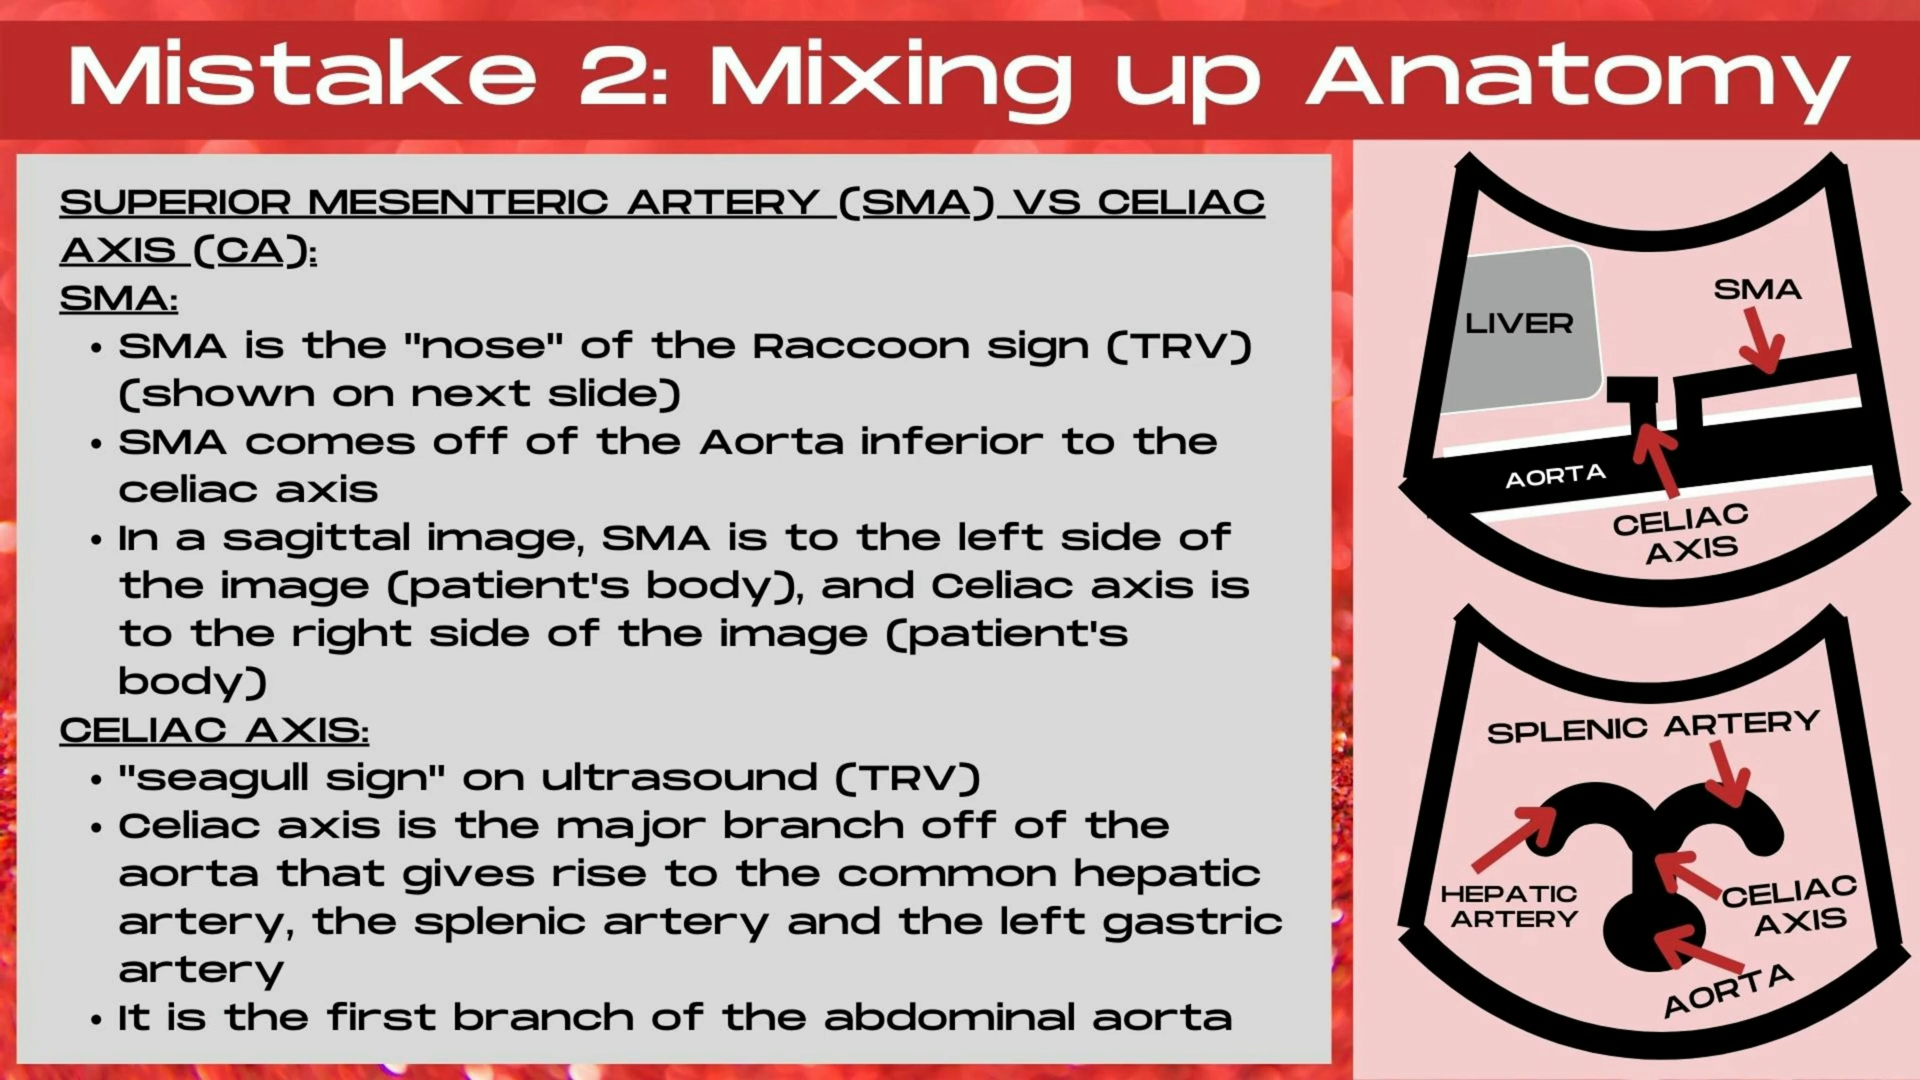 Mistake 2: Mixing up Anatomy
SUPERIOR MESENTERIC ARTERY (SMA) VS CELIAC
AXIS (CA):
SMA:
• SMA is the "nose" of the Raccoon sign (TRV)
(shown on next slide)
• SMA comes off of the Aorta inferior to the
celiac axis
• In a sagittal image, SMA is to the left side of
the image (patient's body), and Celiac axis is
to the right side of the image (patient's
body)
CELIAC AXIS:
• "seagull sign" on ultrasound (TRV)
• Celiac axis is the major branch off of the
aorta that gives rise to the common hepatic
artery, the splenic artery and the left gastric
artery
• It is the first branch of the abdominal aorta
SMA
LIVER
AORTA
CELIAC
AXIS
SPLENIC ARTERY
HEPATIC
ARTERY
CELIAC
AXIS
AORTA